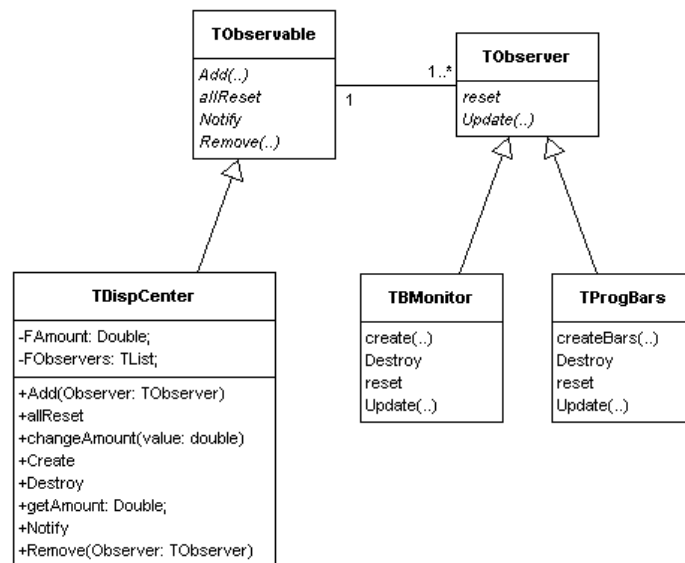 TObservable
Add(..)
allReset
Notify
Remove(..)
1
1..*
TObserver
reset
Update(..)
TDispCenter
-FAmount: Double;
-FObservers: TList;
+Add(Observer: TObserver)
+allReset
+changeAmount(value: double)
+Create
+Destroy
+getAmount: Double;
+Notify
+Remove(Observer: TObserver)
TBMonitor
create(..)
Destroy
reset
Update(..)
TProgBars
createBars(..)
Destroy
reset
Update(..)